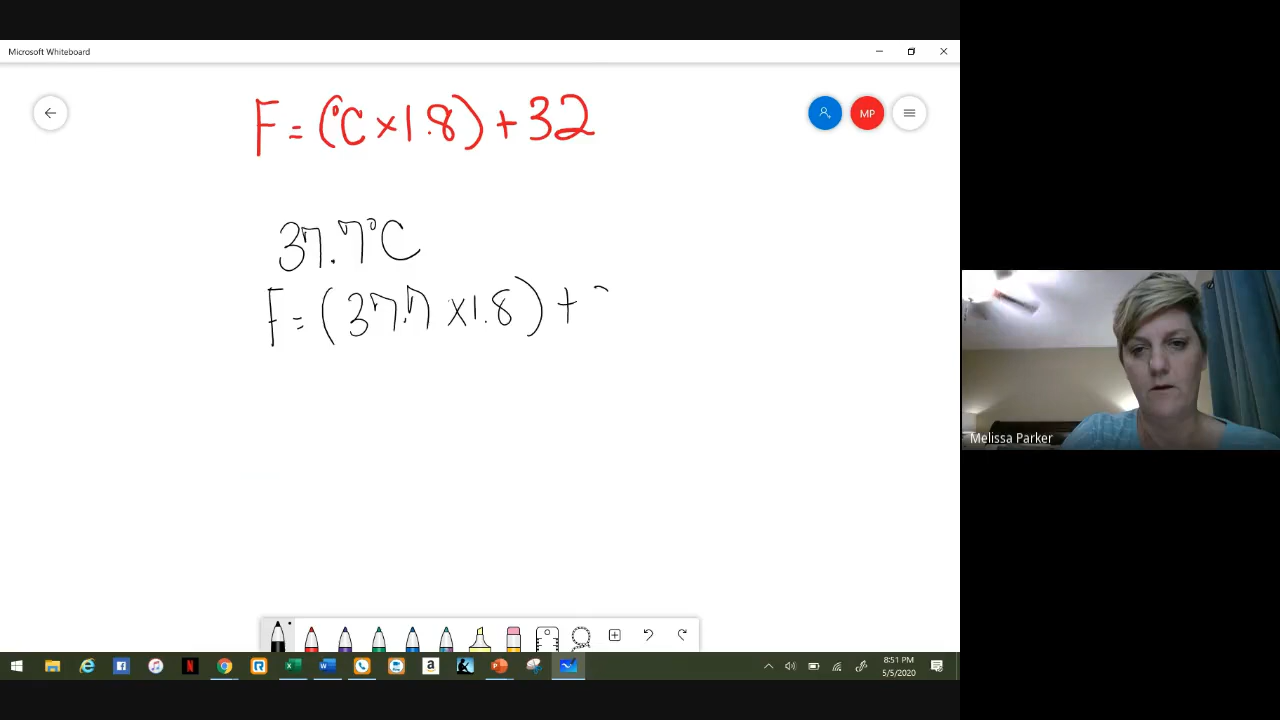 Microsoft Whiteboard
F = (°C × 1.8) + 32
MP
37.7°C
F = (37.7 × 1.8) +
Melissa Parker
8:51 PM
5/5/2020